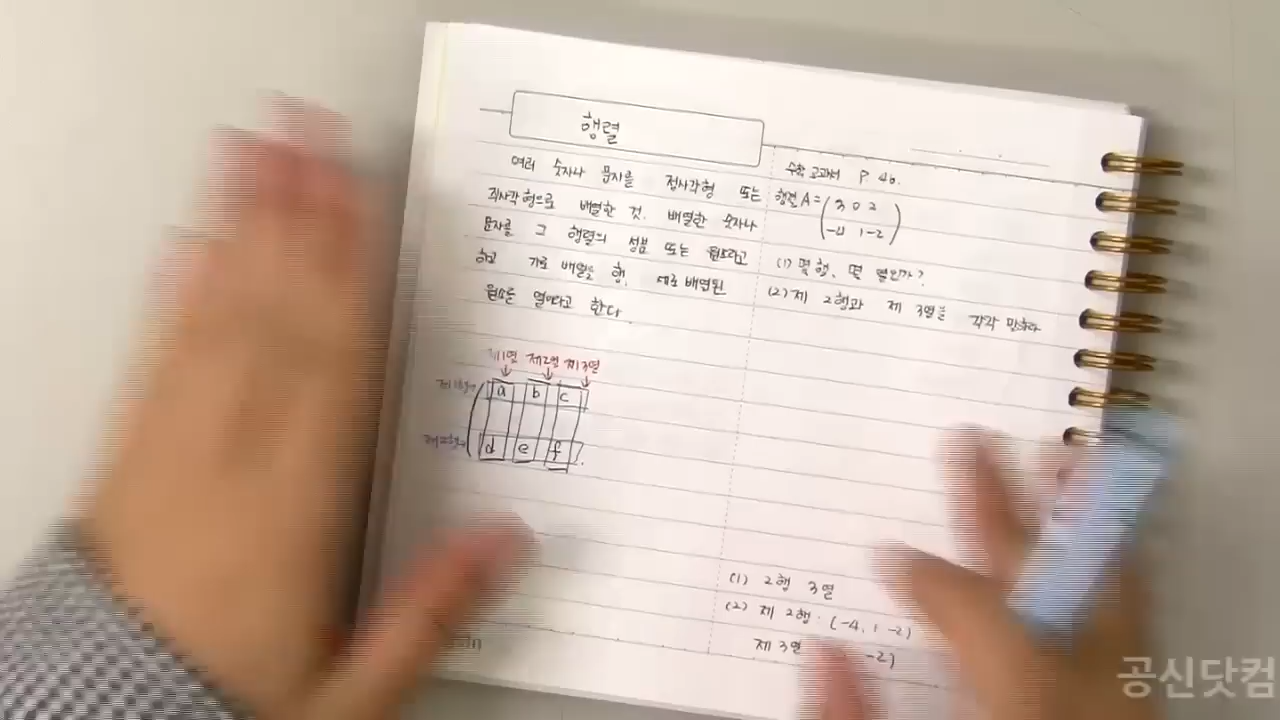 행렬
여러 숫자나 문자를 정사각형 또는
직사각형으로 배열한 것. 배열한 숫자나
문자를 그 행렬의 성분 또는 원소라고
하고 가로 배열을 행, 세로 배열된
원소를 열이라고 한다.
제1열 제2열 제3열
제1행→ a b c
제2행→ d e f
수학 교과서 P 46.
행렬 A = ( 3 0 2
-4 1 -2 )
(1) 몇 행, 몇 열인가?
(2) 제 2행과 제 3열을 각각 말하라
(1) 2행 3열
(2) 제 2행 · (-4, 1 -2)
제 3열 -2)
공신닷컴